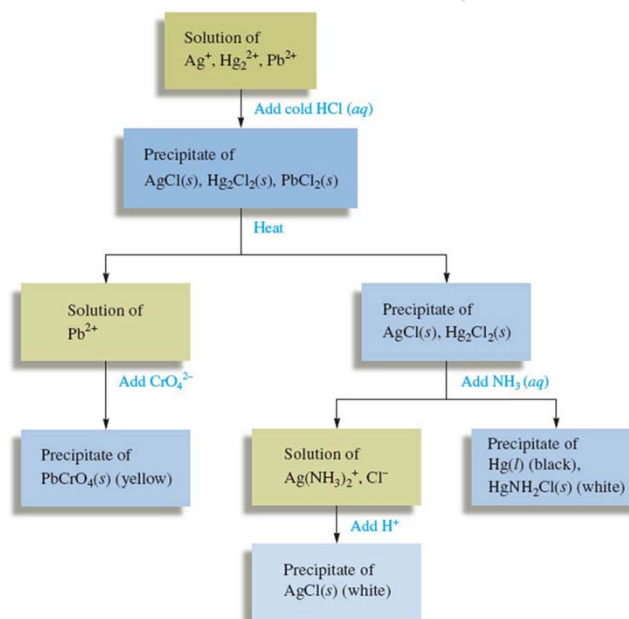 Solution of
Ag⁺, Hg₂²⁺, Pb²⁺
Add cold HCl (aq)
Precipitate of
AgCl(s), Hg₂Cl₂(s), PbCl₂(s)
Heat
Solution of
Pb²⁺
Precipitate of
AgCl(s), Hg₂Cl₂(s)
Add CrO₄²⁻
Add NH₃ (aq)
Precipitate of
PbCrO₄(s) (yellow)
Solution of
Ag(NH₃)₂⁺, Cl⁻
Precipitate of
Hg(l) (black),
HgNH₂Cl(s) (white)
Add H⁺
Precipitate of
AgCl(s) (white)